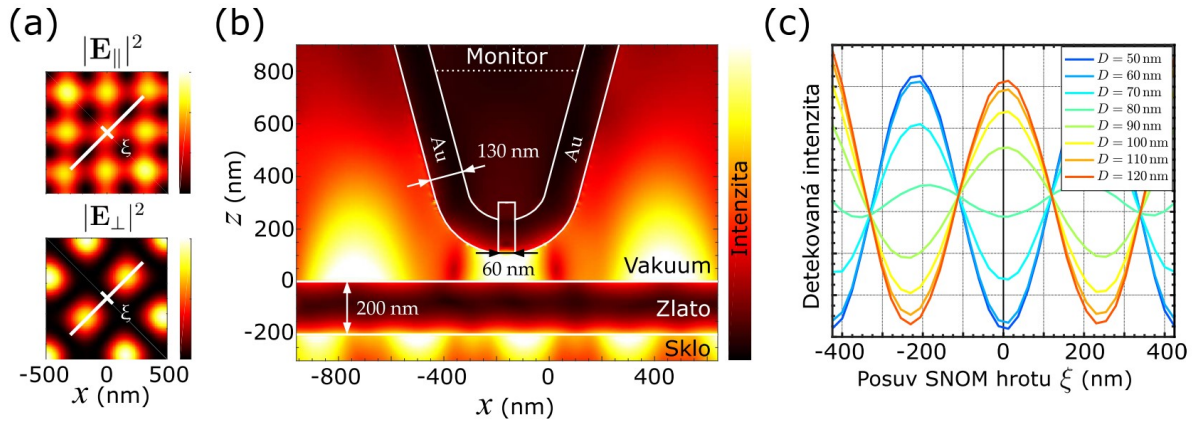 (a)
|E∥|²
ξ
|E⊥|²
ξ
-500 0 500
x (nm)
(b)
800
600
400
200
0
-200
z (nm)
Monitor
Au
Au
130 nm
60 nm
200 nm
Vakuum
Zlato
Sklo
-800 -400 0 400
x (nm)
Intenzita
(c)
Detekovaná intenzita
D = 50 nm
D = 60 nm
D = 70 nm
D = 80 nm
D = 90 nm
D = 100 nm
D = 110 nm
D = 120 nm
-400 -200 0 200 400
Posuv SNOM hrotu ξ (nm)